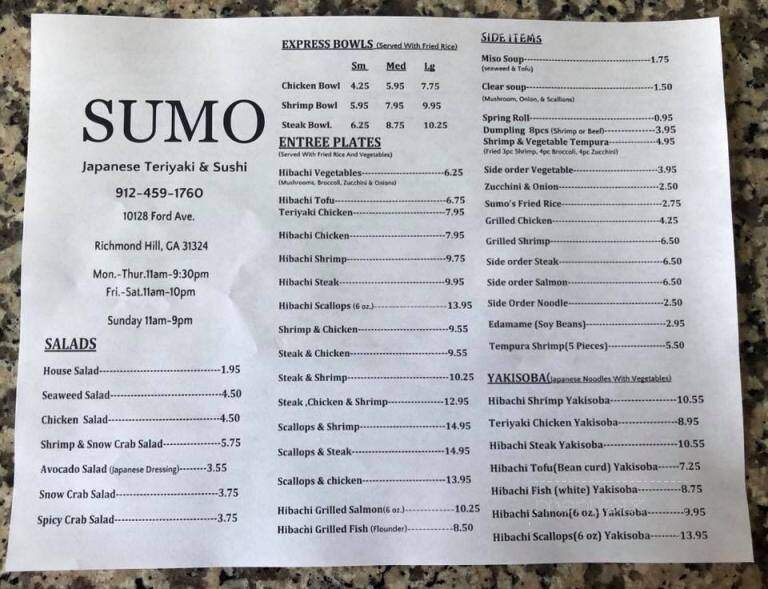 SUMO
Japanese Teriyaki & Sushi
912-459-1760
10128 Ford Ave.
Richmond Hill, GA 31324
Mon.-Thur.11am-9:30pm
Fri.-Sat.11am-10pm
Sunday 11am-9pm
SALADS
House Salad 1.95
Seaweed Salad 4.50
Chicken Salad 4.50
Shrimp & Snow Crab Salad 5.75
Avocado Salad (Japanese Dressing) 3.55
Snow Crab Salad 3.75
Spicy Crab Salad 3.75
EXPRESS BOWLS (Served With Fried Rice)
Sm Med Lg
Chicken Bowl 4.25 5.95 7.75
Shrimp Bowl 5.95 7.95 9.95
Steak Bowl. 6.25 8.75 10.25
ENTREE PLATES
(Served With Fried Rice And Vegetables)
Hibachi Vegetables 6.25
(Mushrooms, Broccoli, Zucchini & Onions)
Hibachi Tofu 6.75
Teriyaki Chicken 7.95
Hibachi Chicken 7.95
Hibachi Shrimp 9.75
Hibachi Steak 9.95
Hibachi Scallops (6 oz.) 13.95
Shrimp & Chicken 9.55
Steak & Chicken 9.55
Steak & Shrimp 10.25
Steak ,Chicken & Shrimp 12.95
Scallops & Shrimp 14.95
Scallops & Steak 14.95
Scallops & chicken 13.95
Hibachi Grilled Salmon(6 oz.) 10.25
Hibachi Grilled Fish (Flounder) 8.50
SIDE ITEMS
Miso Soup 1.75
(seaweed & Tofu)
Clear soup 1.50
(Mushroom, Onion, & Scallions)
Spring Roll 0.95
Dumpling 8pcs (Shrimp or Beef) 3.95
Shrimp & Vegetable Tempura 4.95
(Fried 3pc Shrimp, 4pc Broccoli, 4pc Zucchini)
Side order Vegetable 3.95
Zucchini & Onion 2.50
Sumo's Fried Rice 2.75
Grilled Chicken 4.25
Grilled Shrimp 6.50
Side order Steak 6.50
Side order Salmon 6.50
Side Order Noodle 2.50
Edamame (Soy Beans) 2.95
Tempura Shrimp(5 Pieces) 5.50
YAKISOBA(Japanese Noodles With Vegetables)
Hibachi Shrimp Yakisoba 10.55
Teriyaki Chicken Yakisoba 8.95
Hibachi Steak Yakisoba 10.55
Hibachi Tofu(Bean curd) Yakisoba 7.25
Hibachi Fish (white) Yakisoba 8.75
Hibachi Salmon(6 oz.) Yakisoba 9.95
Hibachi Scallops(6 oz) Yakisoba 13.95